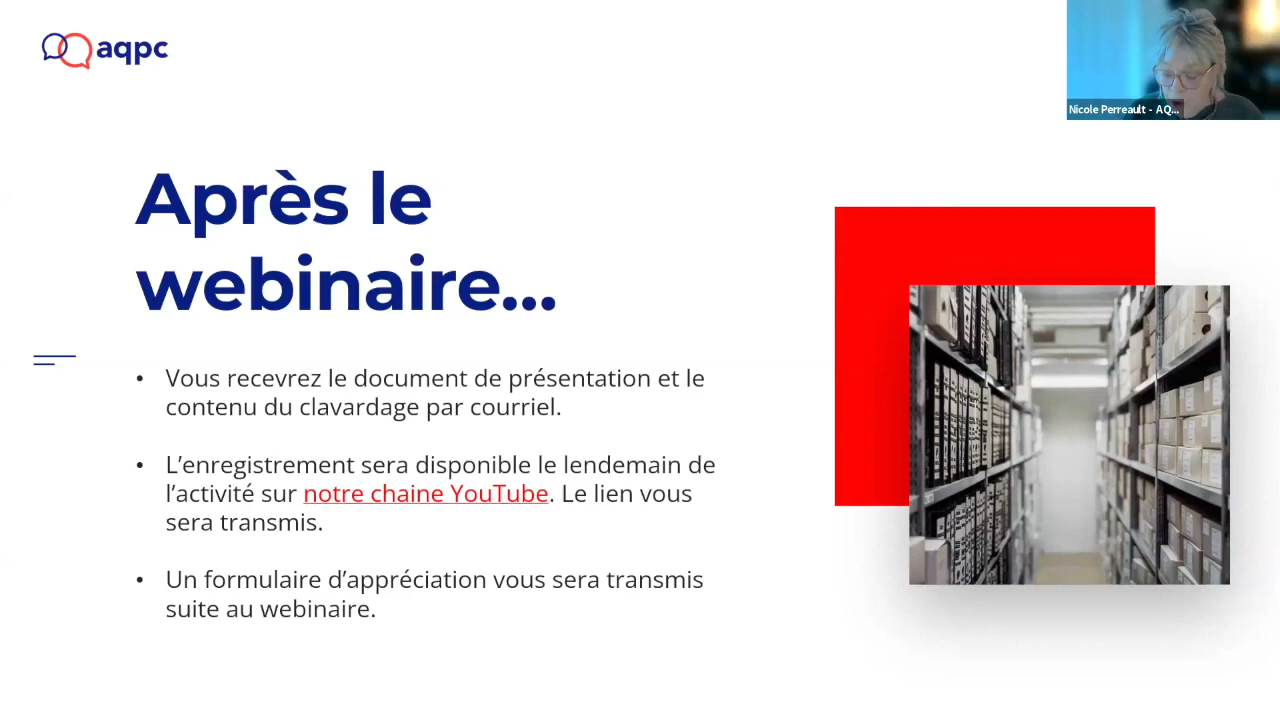 aqpc
Nicole Perreault - AQ...
Après le
webinaire...
• Vous recevrez le document de présentation et le
contenu du clavardage par courriel.
• L’enregistrement sera disponible le lendemain de
l’activité sur notre chaine YouTube. Le lien vous
sera transmis.
• Un formulaire d’appréciation vous sera transmis
suite au webinaire.